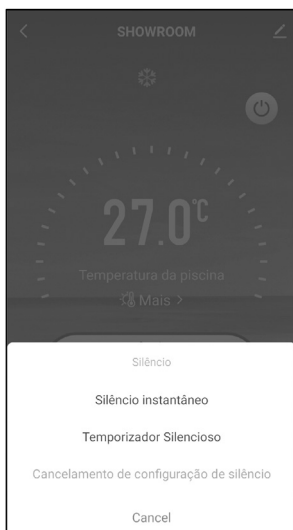 SHOWROOM
27.0°C
Temperatura da piscina
Mais >
Silêncio
Silêncio instantâneo
Temporizador Silencioso
Cancelamento de configuração de silêncio
Cancel